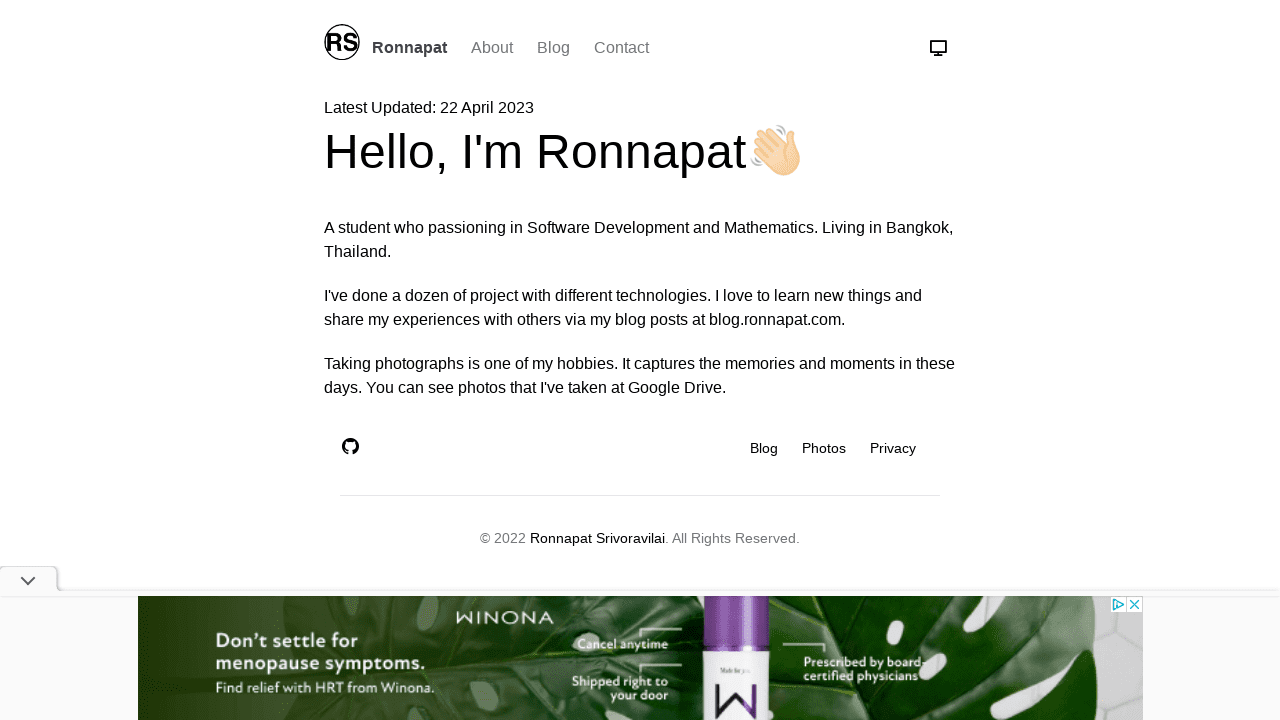 RS Ronnapat About Blog Contact
Latest Updated: 22 April 2023
Hello, I'm Ronnapat👋🏻
A student who passioning in Software Development and Mathematics. Living in Bangkok,
Thailand.
I've done a dozen of project with different technologies. I love to learn new things and
share my experiences with others via my blog posts at blog.ronnapat.com.
Taking photographs is one of my hobbies. It captures the memories and moments in these
days. You can see photos that I've taken at Google Drive.
Blog Photos Privacy
© 2022 Ronnapat Srivoravilai. All Rights Reserved.
WINONA
Don't settle for
menopause symptoms.
Find relief with HRT from Winona.
Cancel anytime
Shipped right to
your door
Made for you.
W
Prescribed by board-
certified physicians